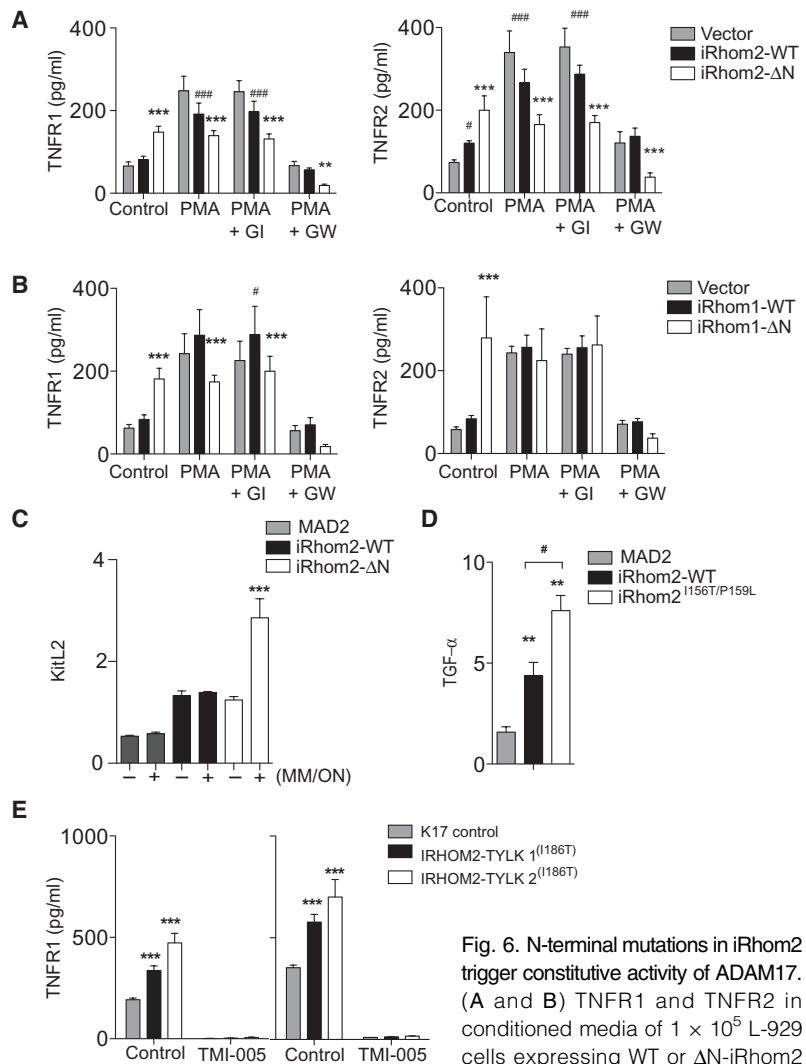 A
TNFR1 (pg/ml)
400
200
0
***
###
***
###
***
**
Control PMA PMA PMA
+ GI + GW
TNFR2 (pg/ml)
400
200
0
#
***
###
***
###
***
***
Control PMA PMA PMA
+ GI + GW
Vector
iRhom2-WT
iRhom2-ΔN
B
TNFR1 (pg/ml)
400
200
0
***
***
#
***
Control PMA PMA PMA
+ GI + GW
TNFR2 (pg/ml)
400
200
0
***
Control PMA PMA PMA
+ GI + GW
Vector
iRhom1-WT
iRhom1-ΔN
C
MAD2
iRhom2-WT
iRhom2-ΔN
KitL2
4
2
0
***
– + – + – + (MM/ON)
D
MAD2
iRhom2-WT
iRhom2 I156T/P159L
TGF-α
10
5
0
**
#
**
E
K17 control
IRHOM2-TYLK 1(I186T)
IRHOM2-TYLK 2(I186T)
TNFR1 (pg/ml)
1000
500
0
***
***
***
***
Control TMI-005 Control TMI-005
Fig. 6. N-terminal mutations in iRhom2
trigger constitutive activity of ADAM17.
(A and B) TNFR1 and TNFR2 in
conditioned media of 1 × 10⁵ L-929
cells expressing WT or ΔN-iRhom2